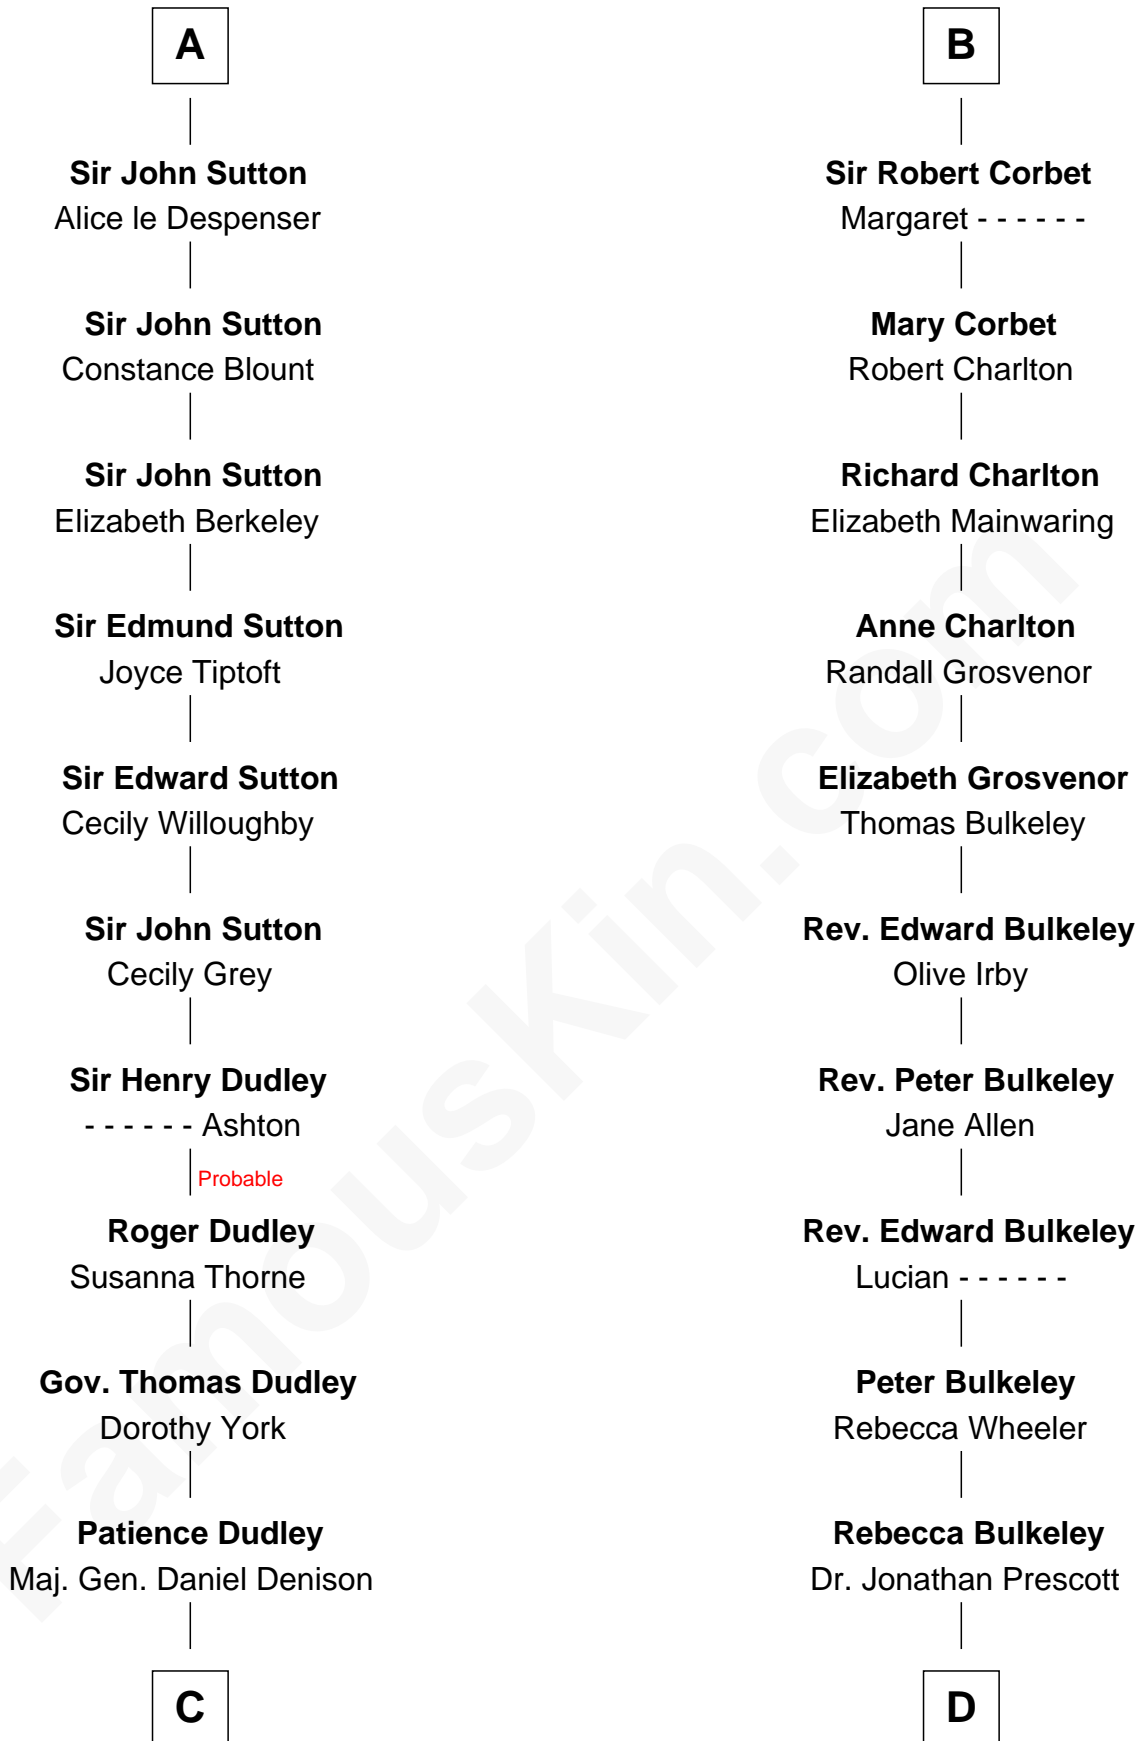 A
Sir John Sutton
Alice le Despenser
Sir John Sutton
Constance Blount
Sir John Sutton
Elizabeth Berkeley
Sir Edmund Sutton
Joyce Tiptoft
Sir Edward Sutton
Cecily Willoughby
Sir John Sutton
Cecily Grey
Sir Henry Dudley
- - - - - - Ashton
Probable
Roger Dudley
Susanna Thorne
Gov. Thomas Dudley
Dorothy York
Patience Dudley
Maj. Gen. Daniel Denison
C
B
Sir Robert Corbet
Margaret - - - - - -
Mary Corbet
Robert Charlton
Richard Charlton
Elizabeth Mainwaring
Anne Charlton
Randall Grosvenor
Elizabeth Grosvenor
Thomas Bulkeley
Rev. Edward Bulkeley
Olive Irby
Rev. Peter Bulkeley
Jane Allen
Rev. Edward Bulkeley
Lucian - - - - - -
Peter Bulkeley
Rebecca Wheeler
Rebecca Bulkeley
Dr. Jonathan Prescott
D
FamousKin.com